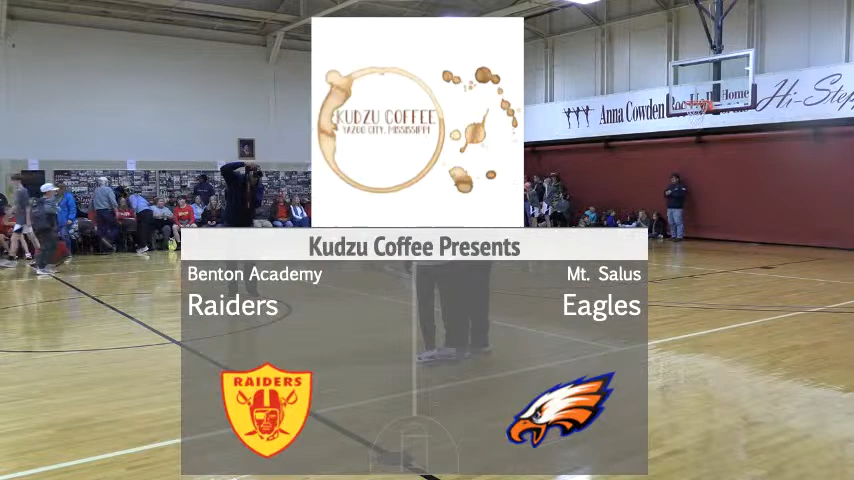 KUDZU COFFEE
YAZOO CITY, MISSISSIPPI
Anna Cowden
Home
Hi-Step
Kudzu Coffee Presents
Benton Academy
Mt. Salus
Raiders
Eagles
RAIDERS